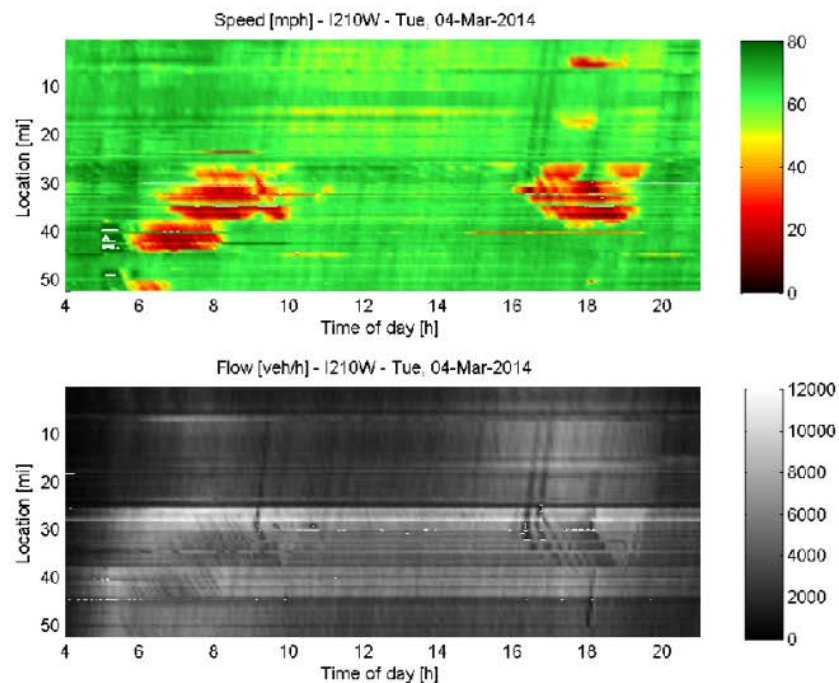 Speed [mph] - I210W - Tue, 04-Mar-2014
Location [mi]
10
20
30
40
50
4 6 8 10 12 14 16 18 20
Time of day [h]
80
60
40
20
0
Flow [veh/h] - I210W - Tue, 04-Mar-2014
Location [mi]
10
20
30
40
50
4 6 8 10 12 14 16 18 20
Time of day [h]
12000
10000
8000
6000
4000
2000
0